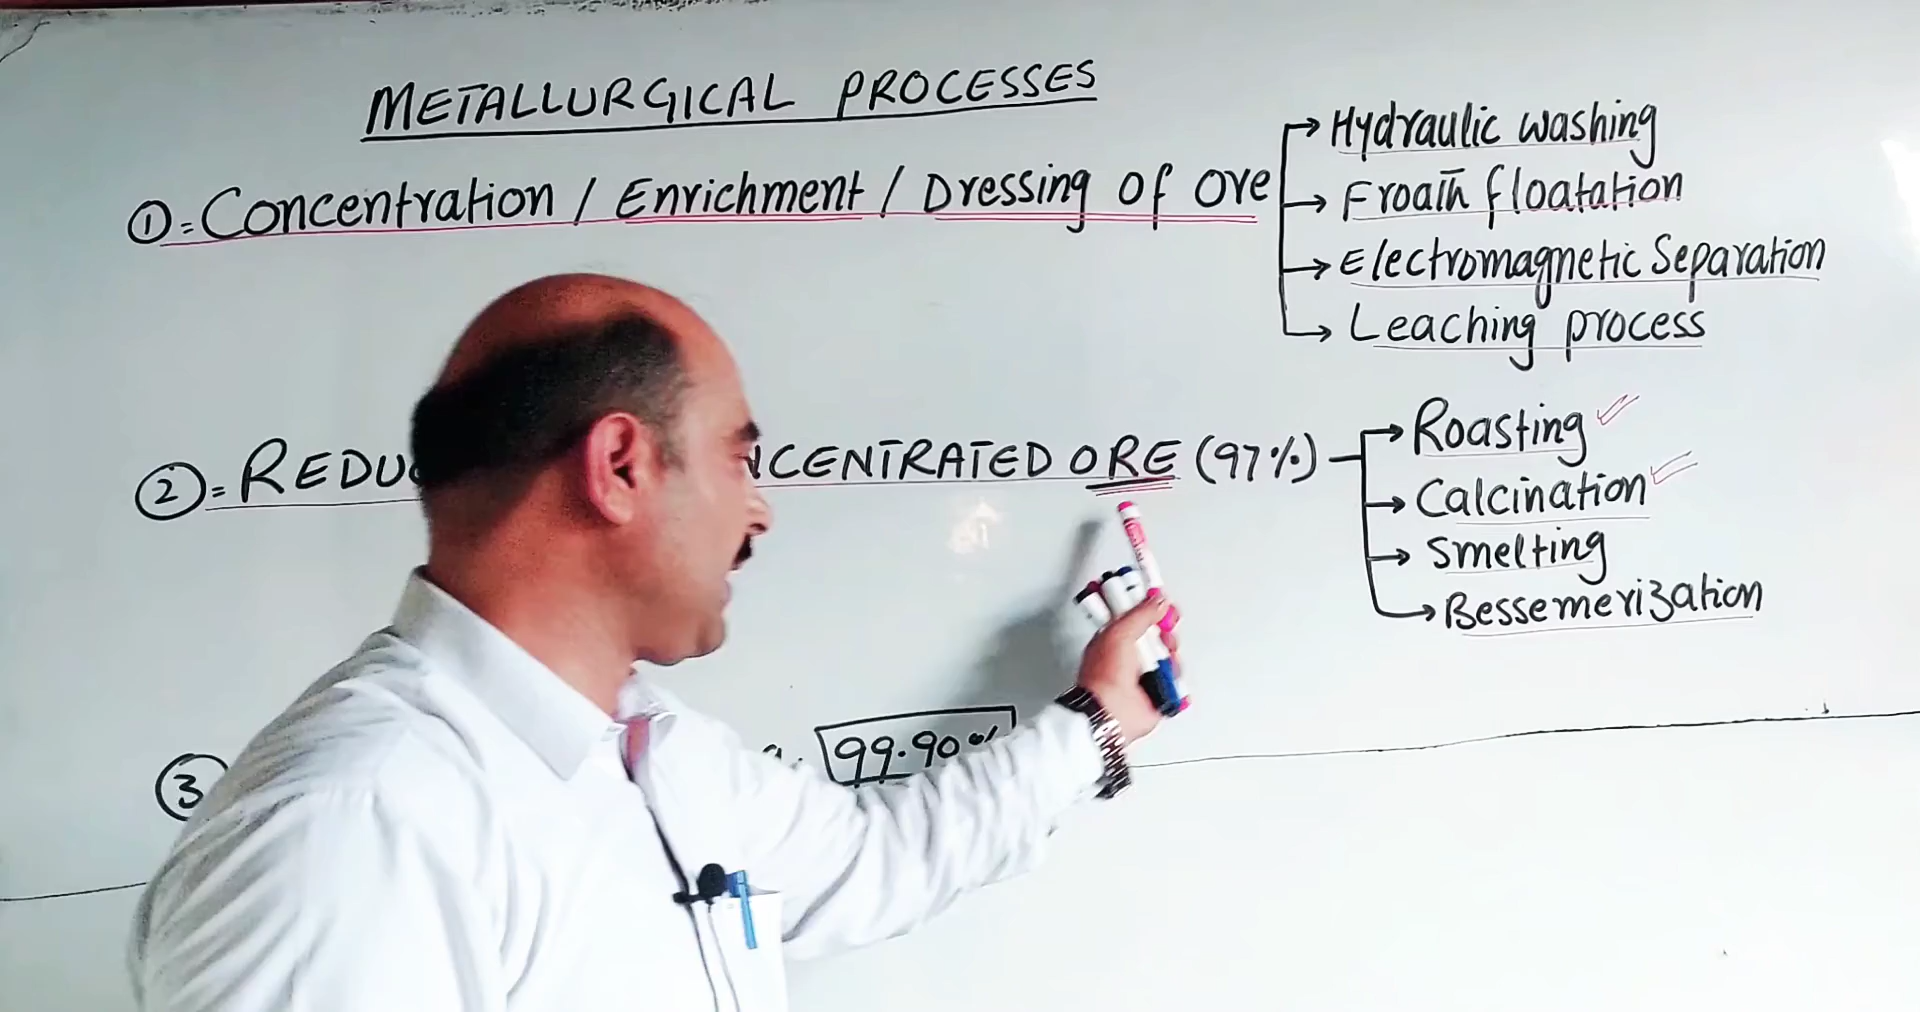 METALLURGICAL PROCESSES
①=Concentration / Enrichment / Dressing of ore
→ Hydraulic washing
→ Froath floatation
→ Electromagnetic Separation
→ Leaching process
②= REDU NCENTRATED ORE (97%)
→ Roasting ✓
→ Calcination ✓
→ Smelting
→ Bessemerization
③ 99.90%